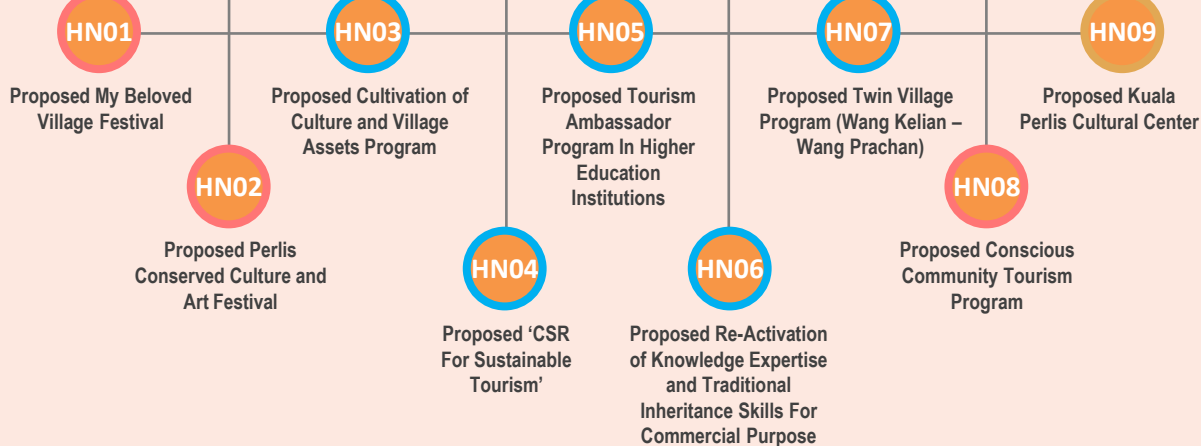 HN01
Proposed My Beloved
Village Festival
HN02
Proposed Perlis
Conserved Culture and
Art Festival
HN03
Proposed Cultivation of
Culture and Village
Assets Program
HN04
Proposed ‘CSR
For Sustainable
Tourism’
HN05
Proposed Tourism
Ambassador
Program In Higher
Education
Institutions
HN06
Proposed Re-Activation
of Knowledge Expertise
and Traditional
Inheritance Skills For
Commercial Purpose
HN07
Proposed Twin Village
Program (Wang Kelian –
Wang Prachan)
HN08
Proposed Conscious
Community Tourism
Program
HN09
Proposed Kuala
Perlis Cultural Center